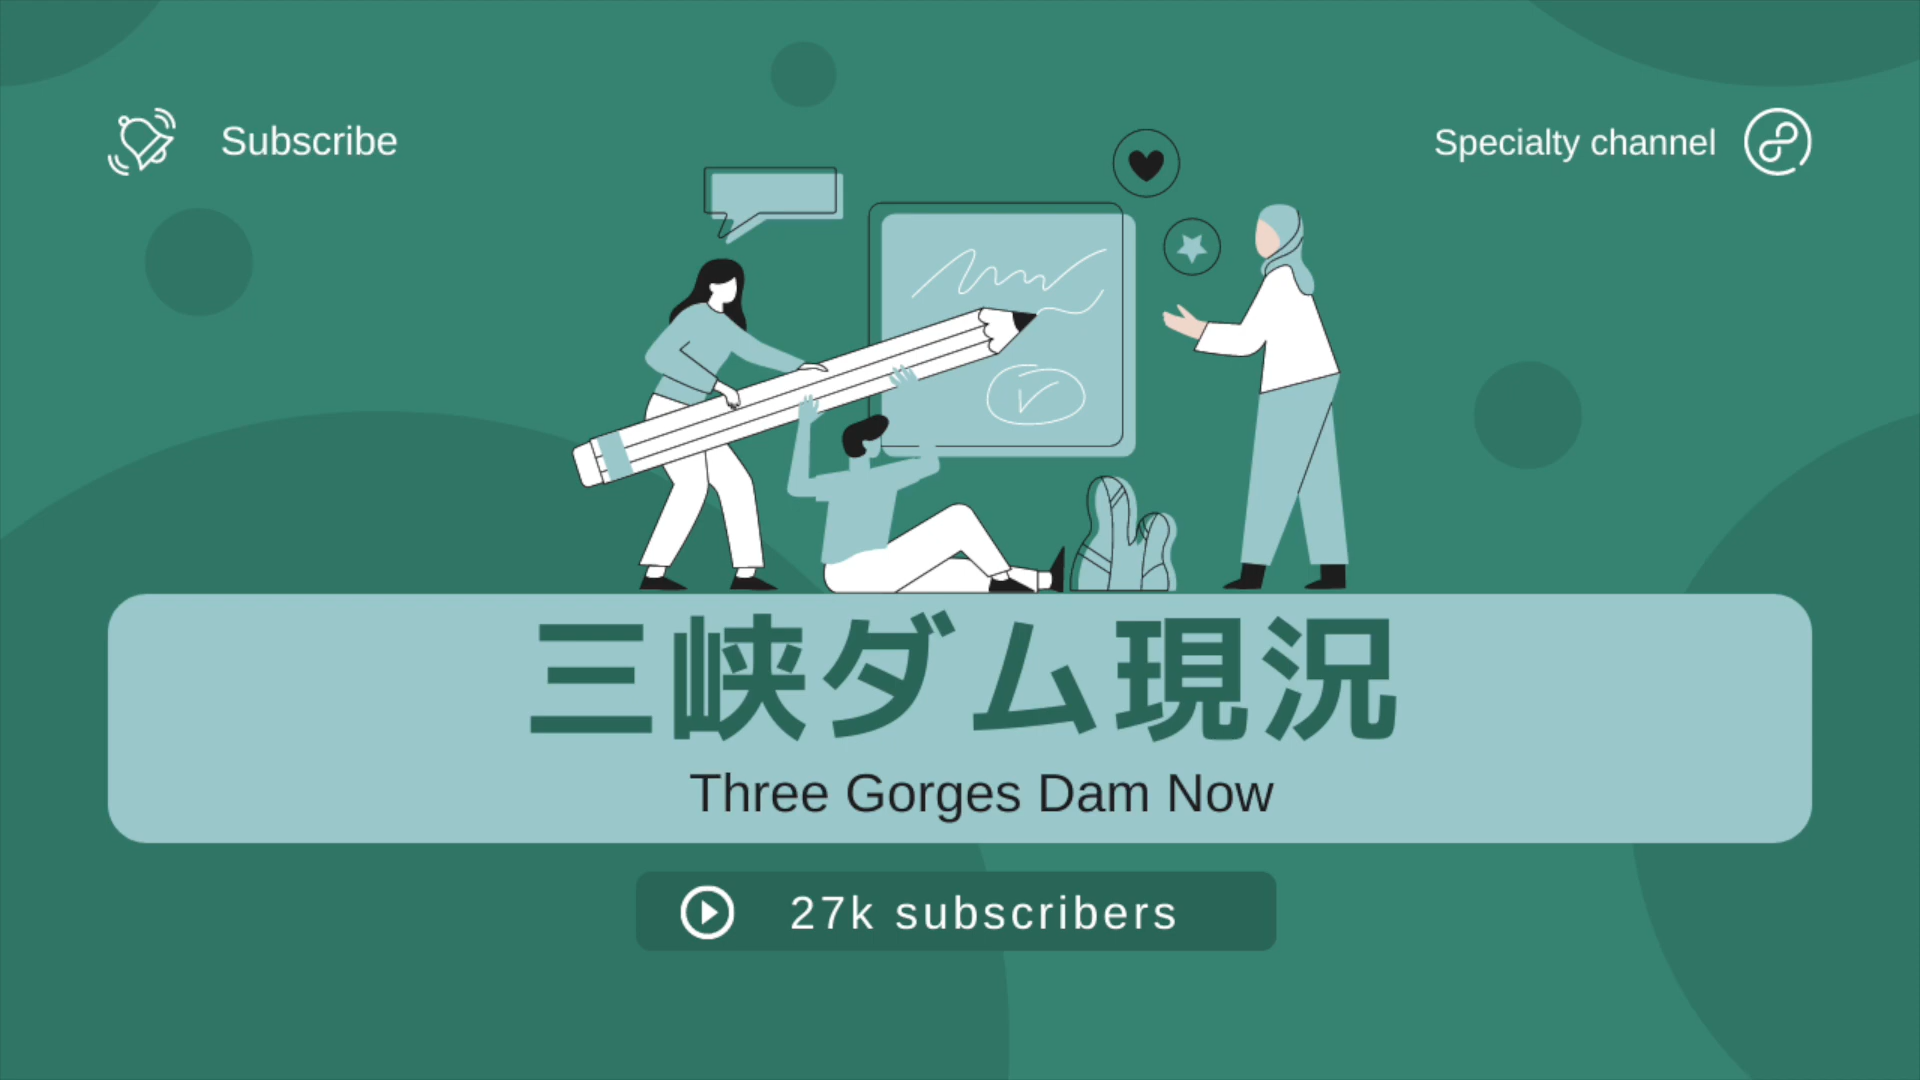 Subscribe
Specialty channel
三峡ダム現況
Three Gorges Dam Now
27k subscribers